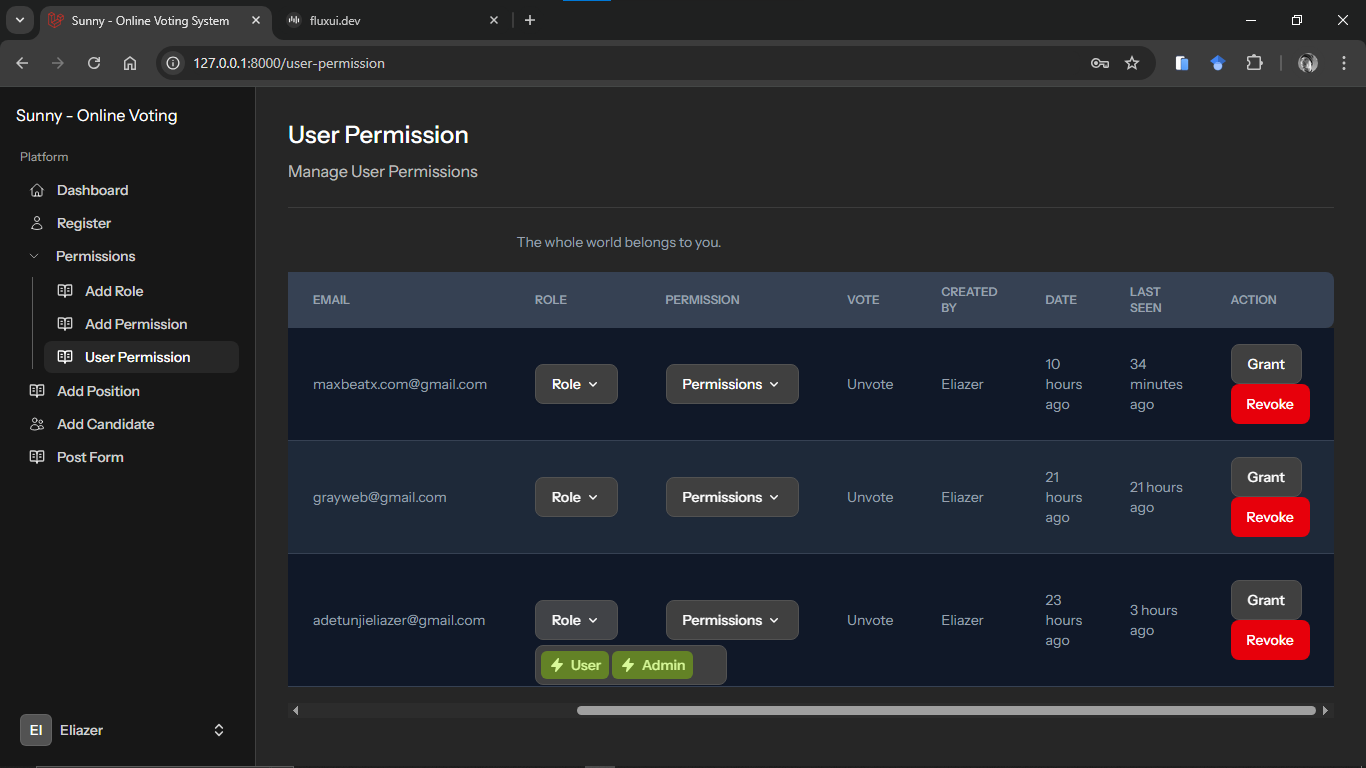 Sunny - Online Voting System
fluxui.dev
127.0.0.1:8000/user-permission
Sunny - Online Voting
Platform
Dashboard
Register
Permissions
Add Role
Add Permission
User Permission
Add Position
Add Candidate
Post Form
EI Eliazer
User Permission
Manage User Permissions
The whole world belongs to you.
EMAIL ROLE PERMISSION VOTE CREATED BY DATE LAST SEEN ACTION
maxbeatx.com@gmail.com Role Permissions Unvote Eliazer 10 hours ago 34 minutes ago Grant Revoke
grayweb@gmail.com Role Permissions Unvote Eliazer 21 hours ago 21 hours ago Grant Revoke
adetunjieliazer@gmail.com Role Permissions Unvote Eliazer 23 hours ago 3 hours ago Grant Revoke
User Admin